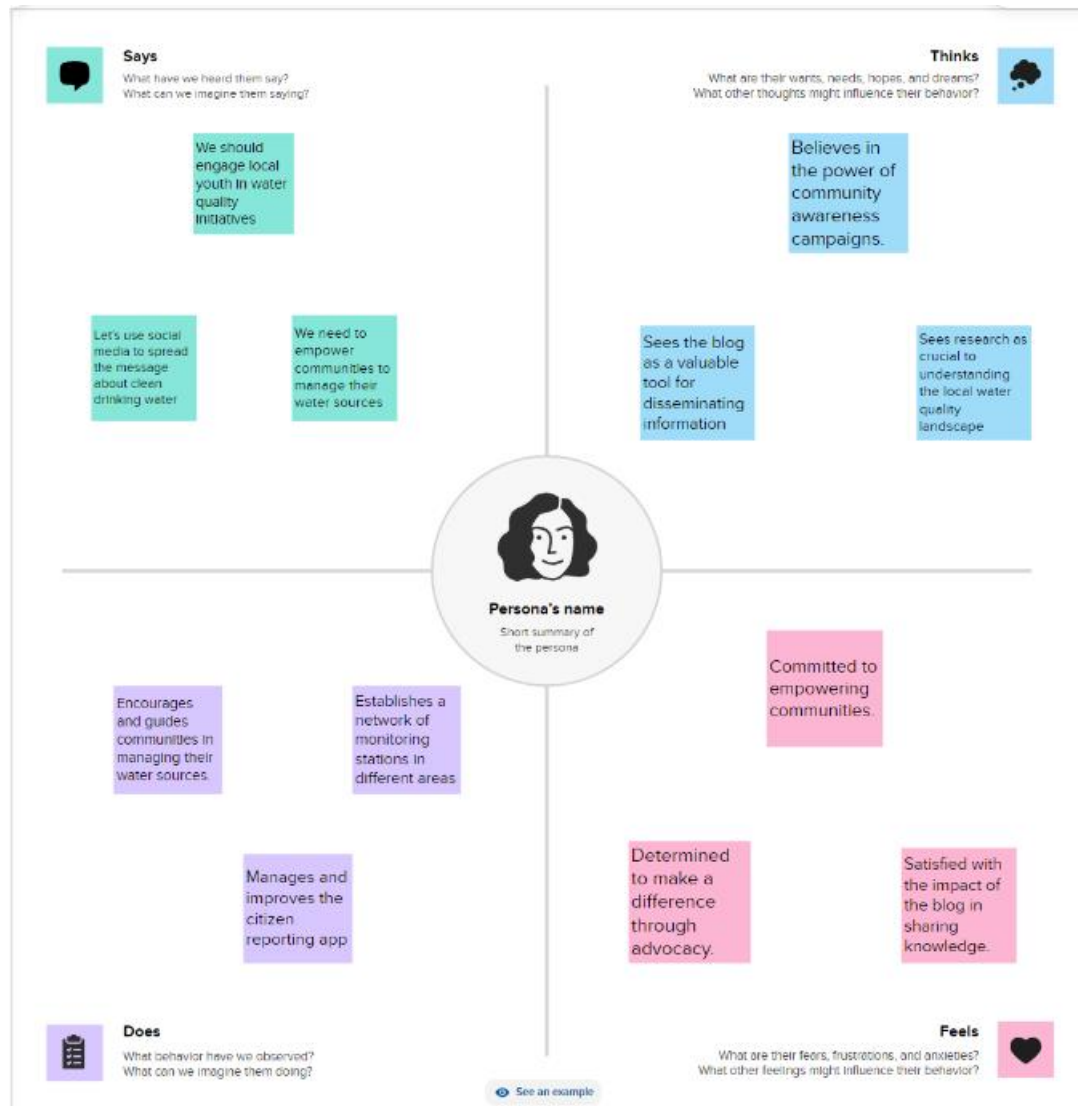 Says
What have we heard them say?
What can we imagine them saying?
We should
engage local
youth in water
quality
initiatives
Let's use social
media to spread
the message
about clean
drinking water
We need to
empower
communities to
manage their
water sources
Thinks
What are their wants, needs, hopes, and dreams?
What other thoughts might influence their behavior?
Believes in
the power of
community
awareness
campaigns.
Sees the blog
as a valuable
tool for
disseminating
information
Sees research as
crucial to
understanding
the local water
quality
landscape
Persona's name
Short summary of
the persona
Encourages
and guides
communities in
managing their
water sources.
Establishes a
network of
monitoring
stations in
different areas
Manages and
improves the
citizen
reporting app
Does
What behavior have we observed?
What can we imagine them doing?
Committed to
empowering
communities.
Determined
to make a
difference
through
advocacy.
Satisfied with
the impact of
the blog in
sharing
knowledge.
Feels
What are their fears, frustrations, and anxieties?
What other feelings might influence their behavior?
See an example